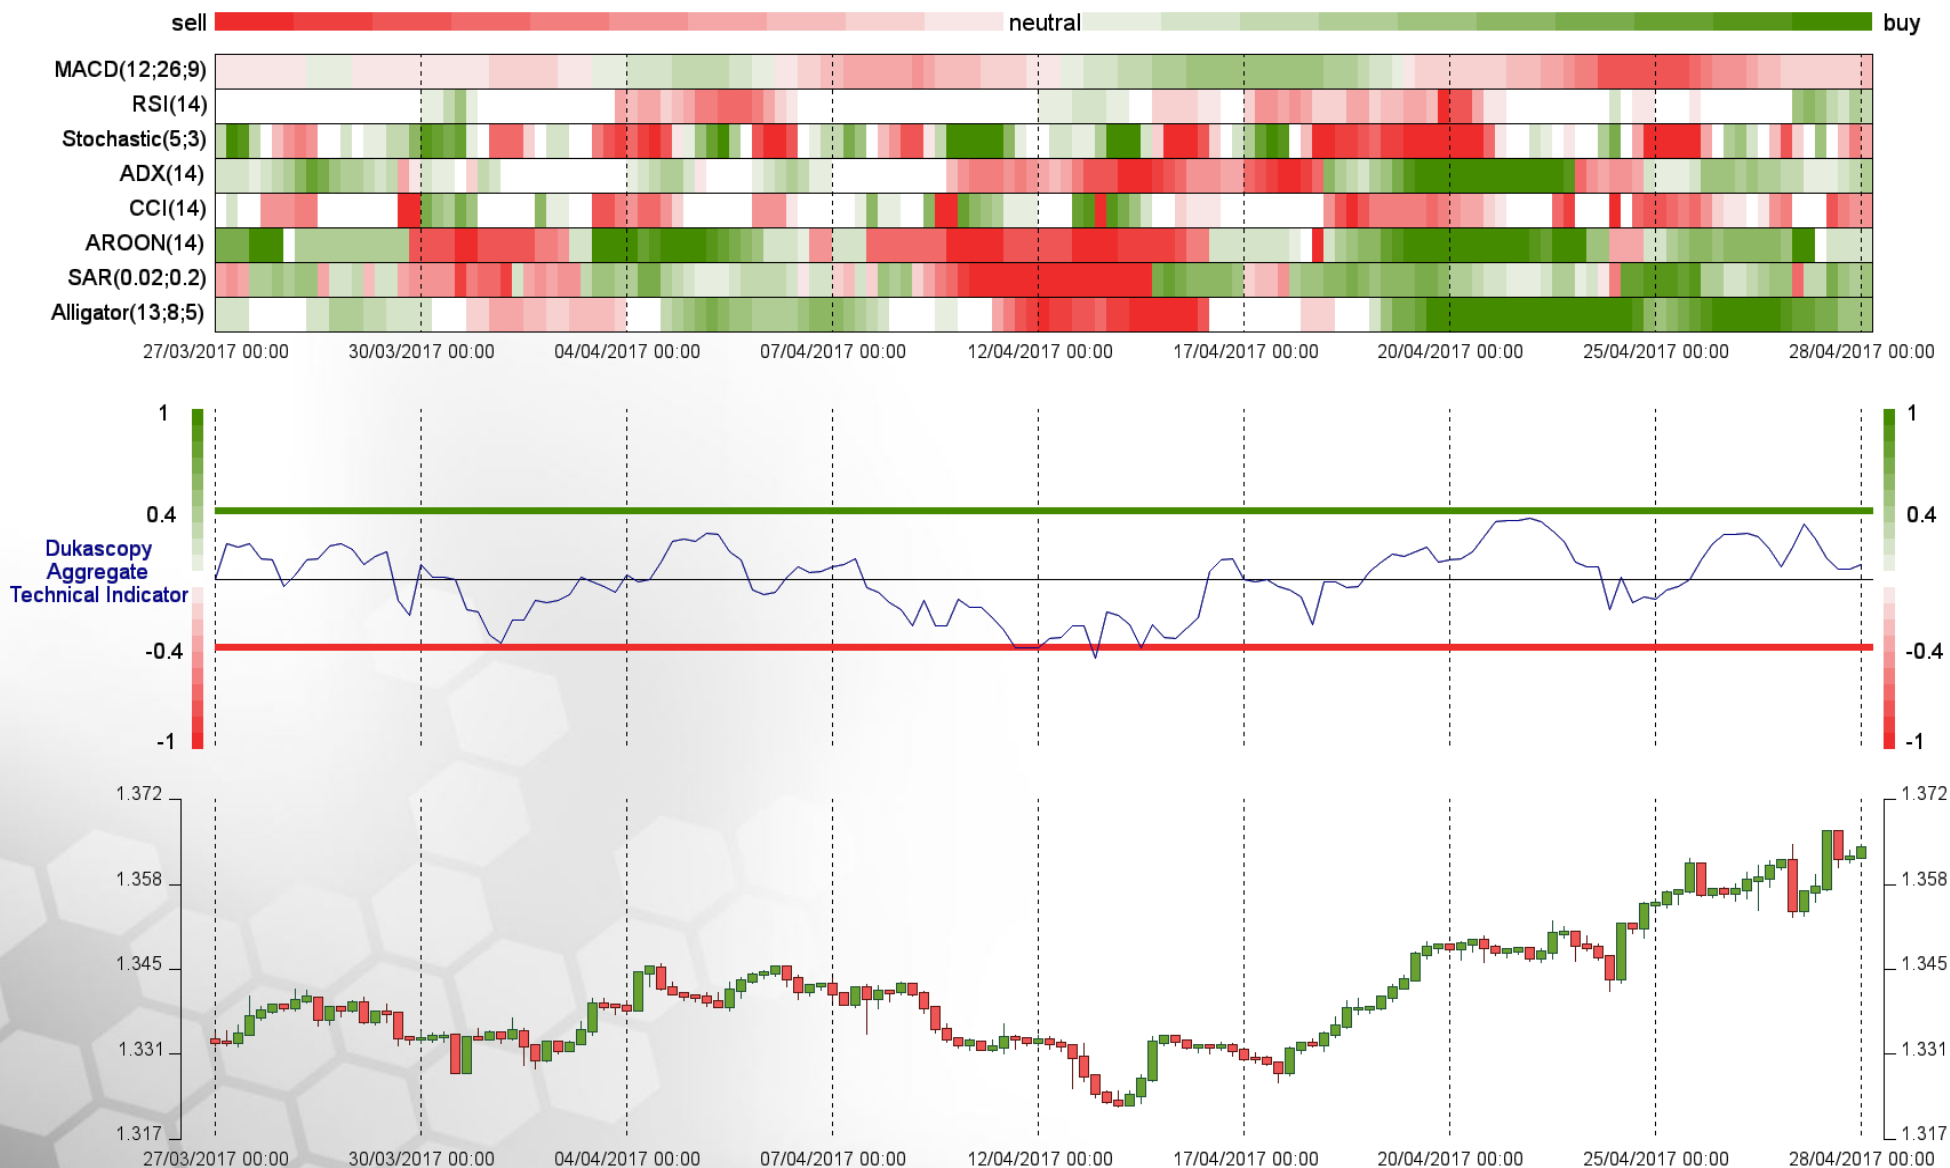 sell neutral buy
MACD(12;26;9)
RSI(14)
Stochastic(5;3)
ADX(14)
CCI(14)
AROON(14)
SAR(0.02;0.2)
Alligator(13;8;5)
27/03/2017 00:00 30/03/2017 00:00 04/04/2017 00:00 07/04/2017 00:00 12/04/2017 00:00 17/04/2017 00:00 20/04/2017 00:00 25/04/2017 00:00 28/04/2017 00:00
1 1
0.4 0.4
Dukascopy
Aggregate
Technical Indicator
-0.4 -0.4
-1 -1
1.372 1.372
1.358 1.358
1.345 1.345
1.331 1.331
1.317 1.317
27/03/2017 00:00 30/03/2017 00:00 04/04/2017 00:00 07/04/2017 00:00 12/04/2017 00:00 17/04/2017 00:00 20/04/2017 00:00 25/04/2017 00:00 28/04/2017 00:00